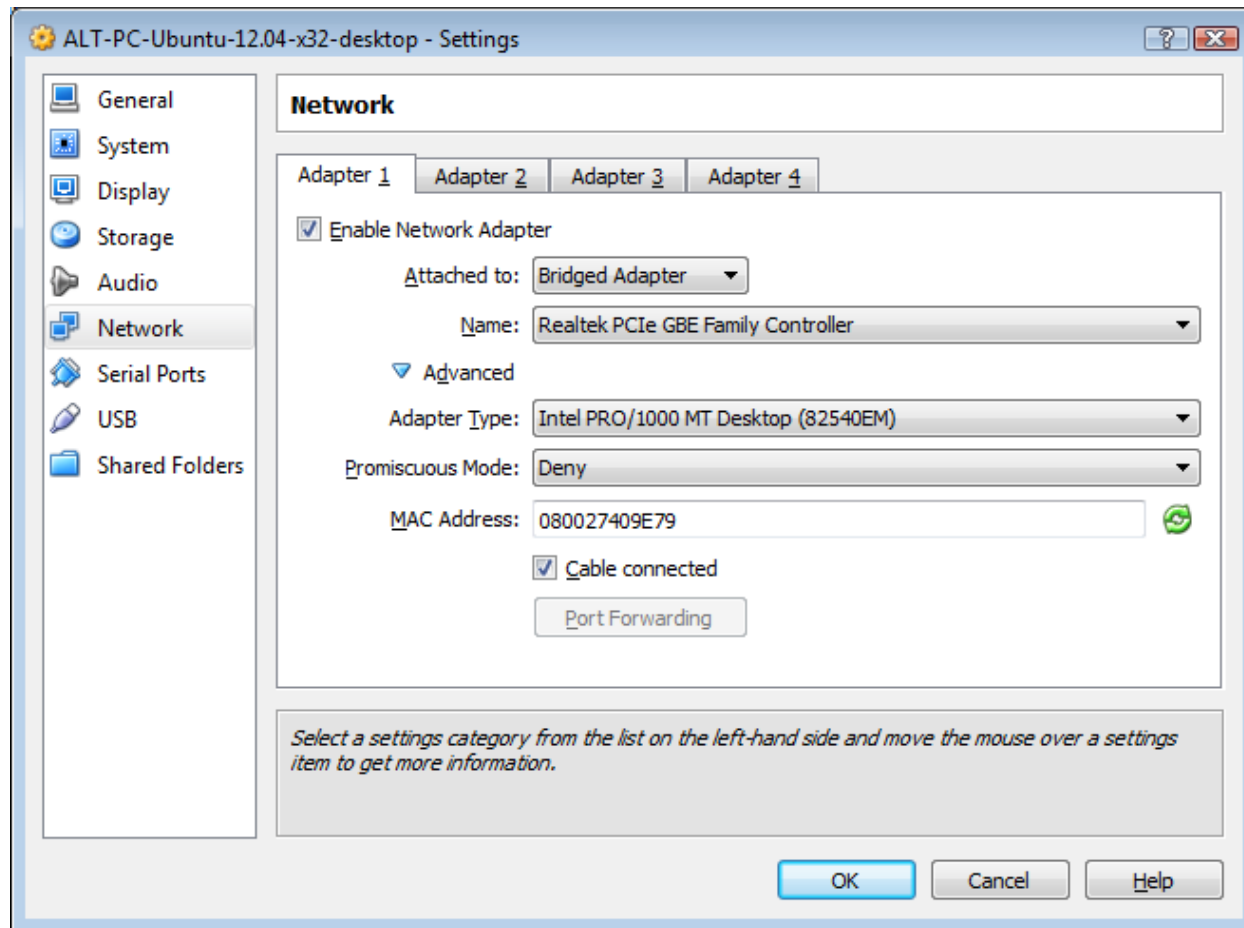 ALT-PC-Ubuntu-12.04-x32-desktop - Settings
General
System
Display
Storage
Audio
Network
Serial Ports
USB
Shared Folders
Network
Adapter 1 Adapter 2 Adapter 3 Adapter 4
Enable Network Adapter
Attached to: Bridged Adapter
Name: Realtek PCIe GBE Family Controller
Advanced
Adapter Type: Intel PRO/1000 MT Desktop (82540EM)
Promiscuous Mode: Deny
MAC Address: 080027409E79
Cable connected
Port Forwarding
Select a settings category from the list on the left-hand side and move the mouse over a settings
item to get more information.
OK Cancel Help